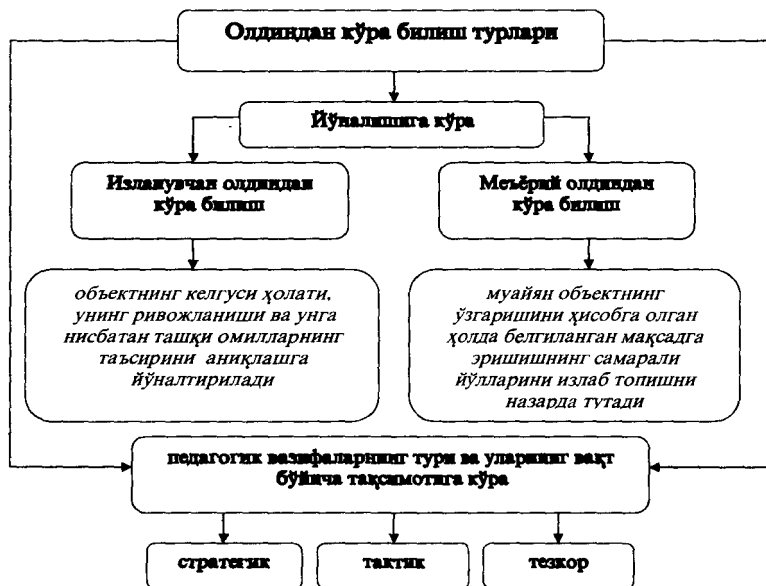 Олдиндан кўра билиш турлари
Йўналишига кўра
Изланувчан олдиндан
кўра билиш
Меъёрий олдиндан
кўра билиш
объектнинг келгуси ҳолати,
унинг ривожланиши ва унга
нисбатан ташқи омилларнинг
таъсирини аниқлашга
йўналтирилади
муайян объектнинг
ўзгаришини ҳисобга олган
ҳолда белгиланган мақсадга
эришишнинг самарали
йўлларини излаб топишни
назарда тутади
педагогик вазифаларнинг тури ва уларнинг вақт
бўйича тақсимотига кўра
стратегик
тактик
тезкор